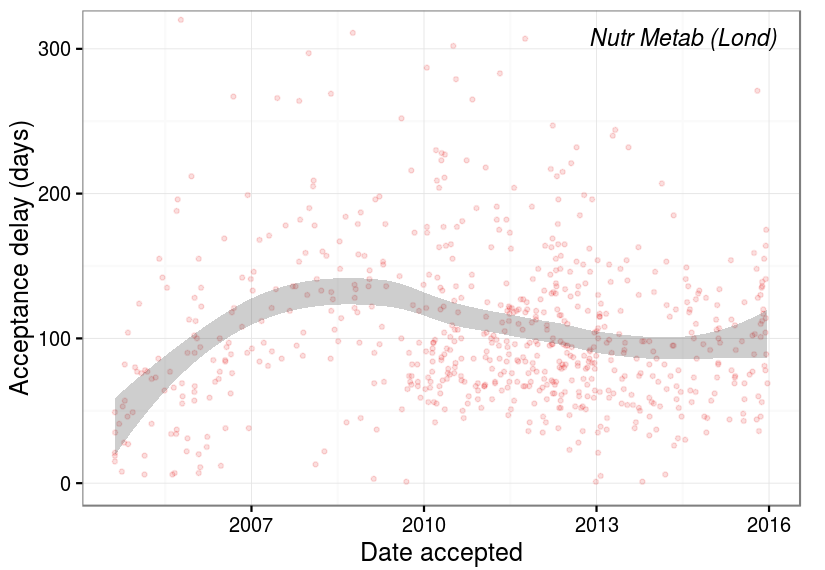 Nutr Metab (Lond)
Acceptance delay (days)
300
200
100
0
2007 2010 2013 2016
Date accepted